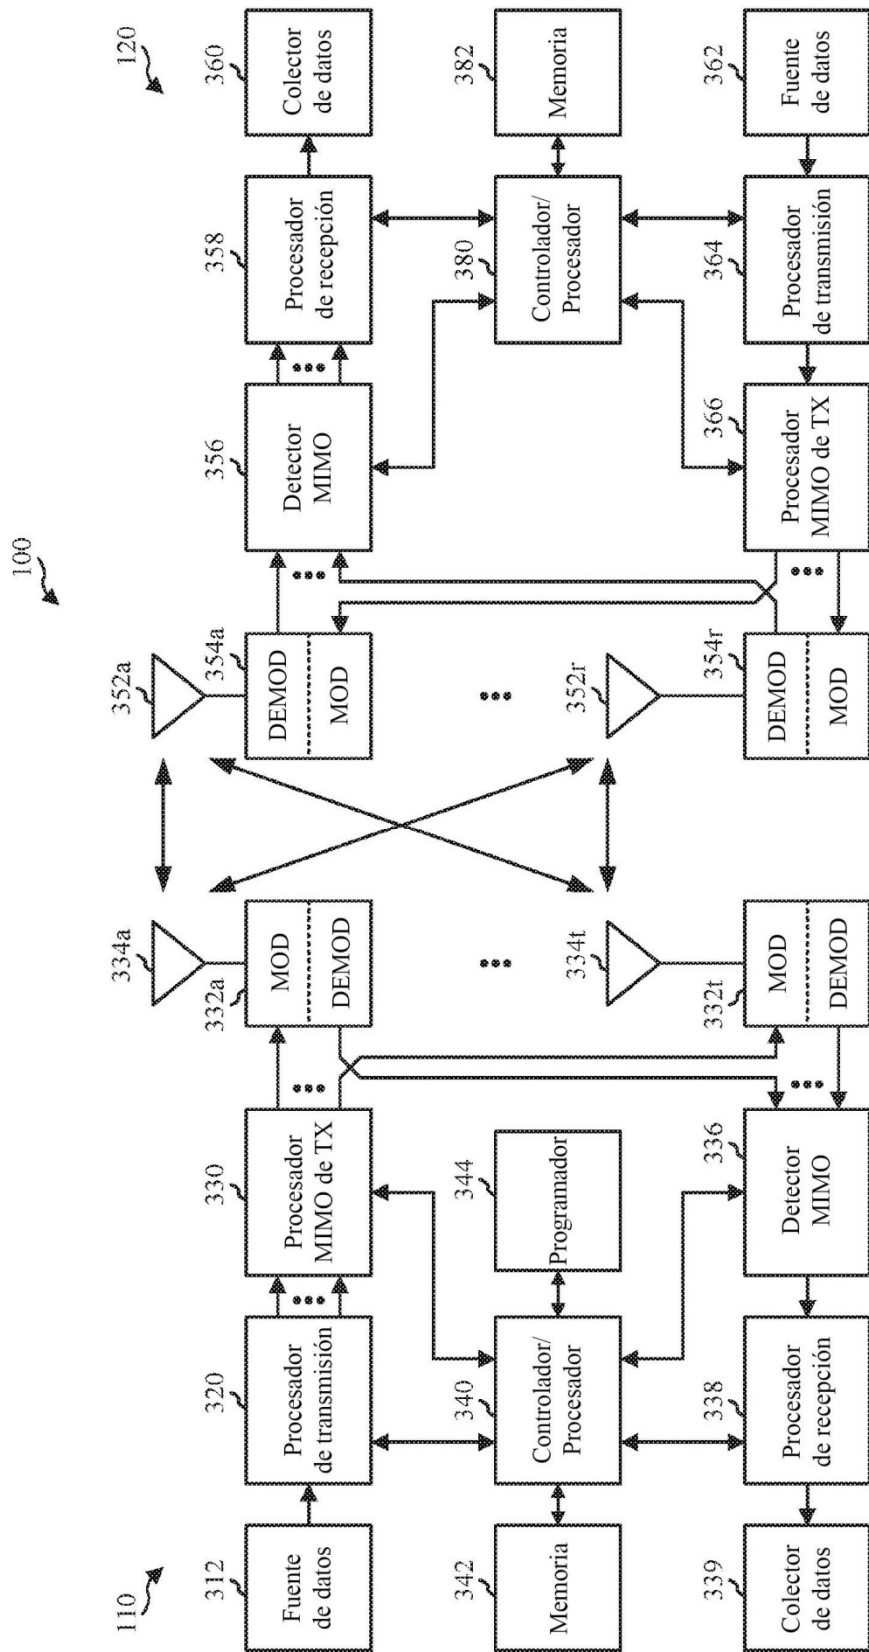 100
110
120
312
Fuente
de datos
320
Procesador
de transmisión
330
Procesador
MIMO de TX
332a
MOD
DEMOD
334a
352a
354a
DEMOD
MOD
356
Detector
MIMO
358
Procesador
de recepción
360
Colector
de datos
342
Memoria
340
Controlador/
Procesador
344
Programador
334t
352r
380
Controlador/
Procesador
382
Memoria
339
Colector
de datos
338
Procesador
de recepción
336
Detector
MIMO
332t
MOD
DEMOD
354r
DEMOD
MOD
366
Procesador
MIMO de TX
364
Procesador
de transmisión
362
Fuente
de datos